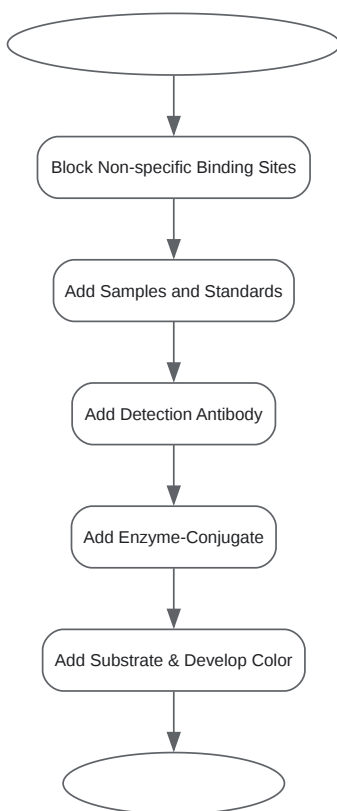 Block Non-specific Binding Sites
Add Samples and Standards
Add Detection Antibody
Add Enzyme-Conjugate
Add Substrate & Develop Color